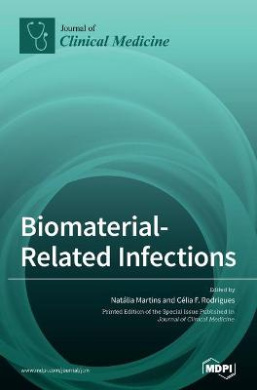 Journal of
Clinical Medicine
Biomaterial-
Related Infections
Edited by
Natália Martins and Célia F. Rodrigues
Printed Edition of the Special Issue Published in
Journal of Clinical Medicine
www.mdpi.com/journal/jcm
MDPI